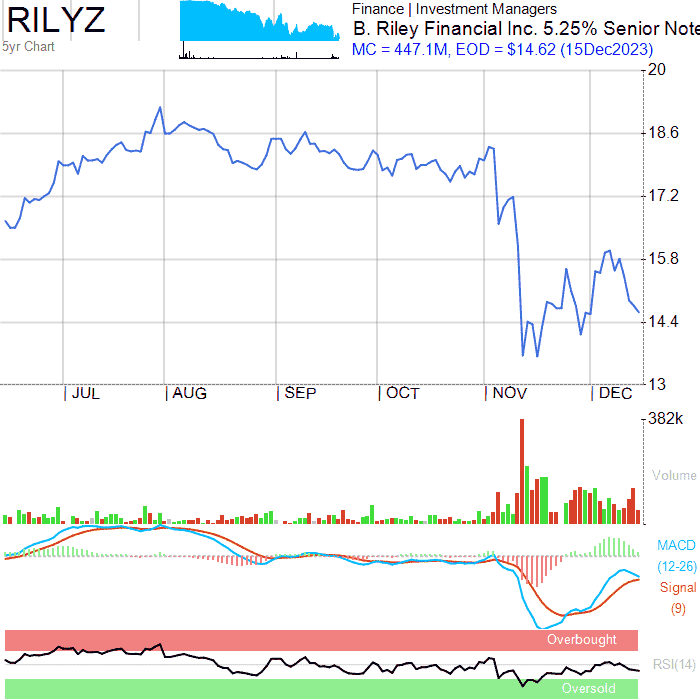 RILYZ
5yr Chart
Finance | Investment Managers
B. Riley Financial Inc. 5.25% Senior Note
MC = 447.1M, EOD = $14.62 (15Dec2023)
20
18.6
17.2
15.8
14.4
13
JUL AUG SEP OCT NOV DEC
382k
Volume
MACD
(12-26)
Signal
(9)
Overbought
RSI(14)
Oversold